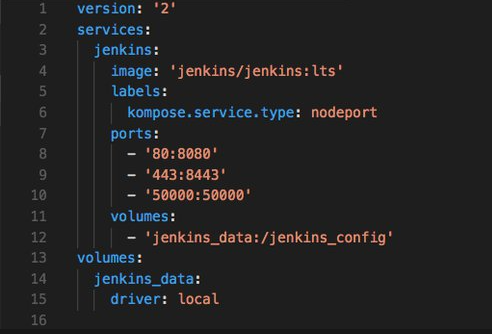 1 version: '2'
2 services:
3   jenkins:
4     image: 'jenkins/jenkins:lts'
5     labels:
6       kompose.service.type: nodeport
7     ports:
8       - '80:8080'
9       - '443:8443'
10       - '50000:50000'
11     volumes:
12       - 'jenkins_data:/jenkins_config'
13 volumes:
14   jenkins_data:
15     driver: local
16